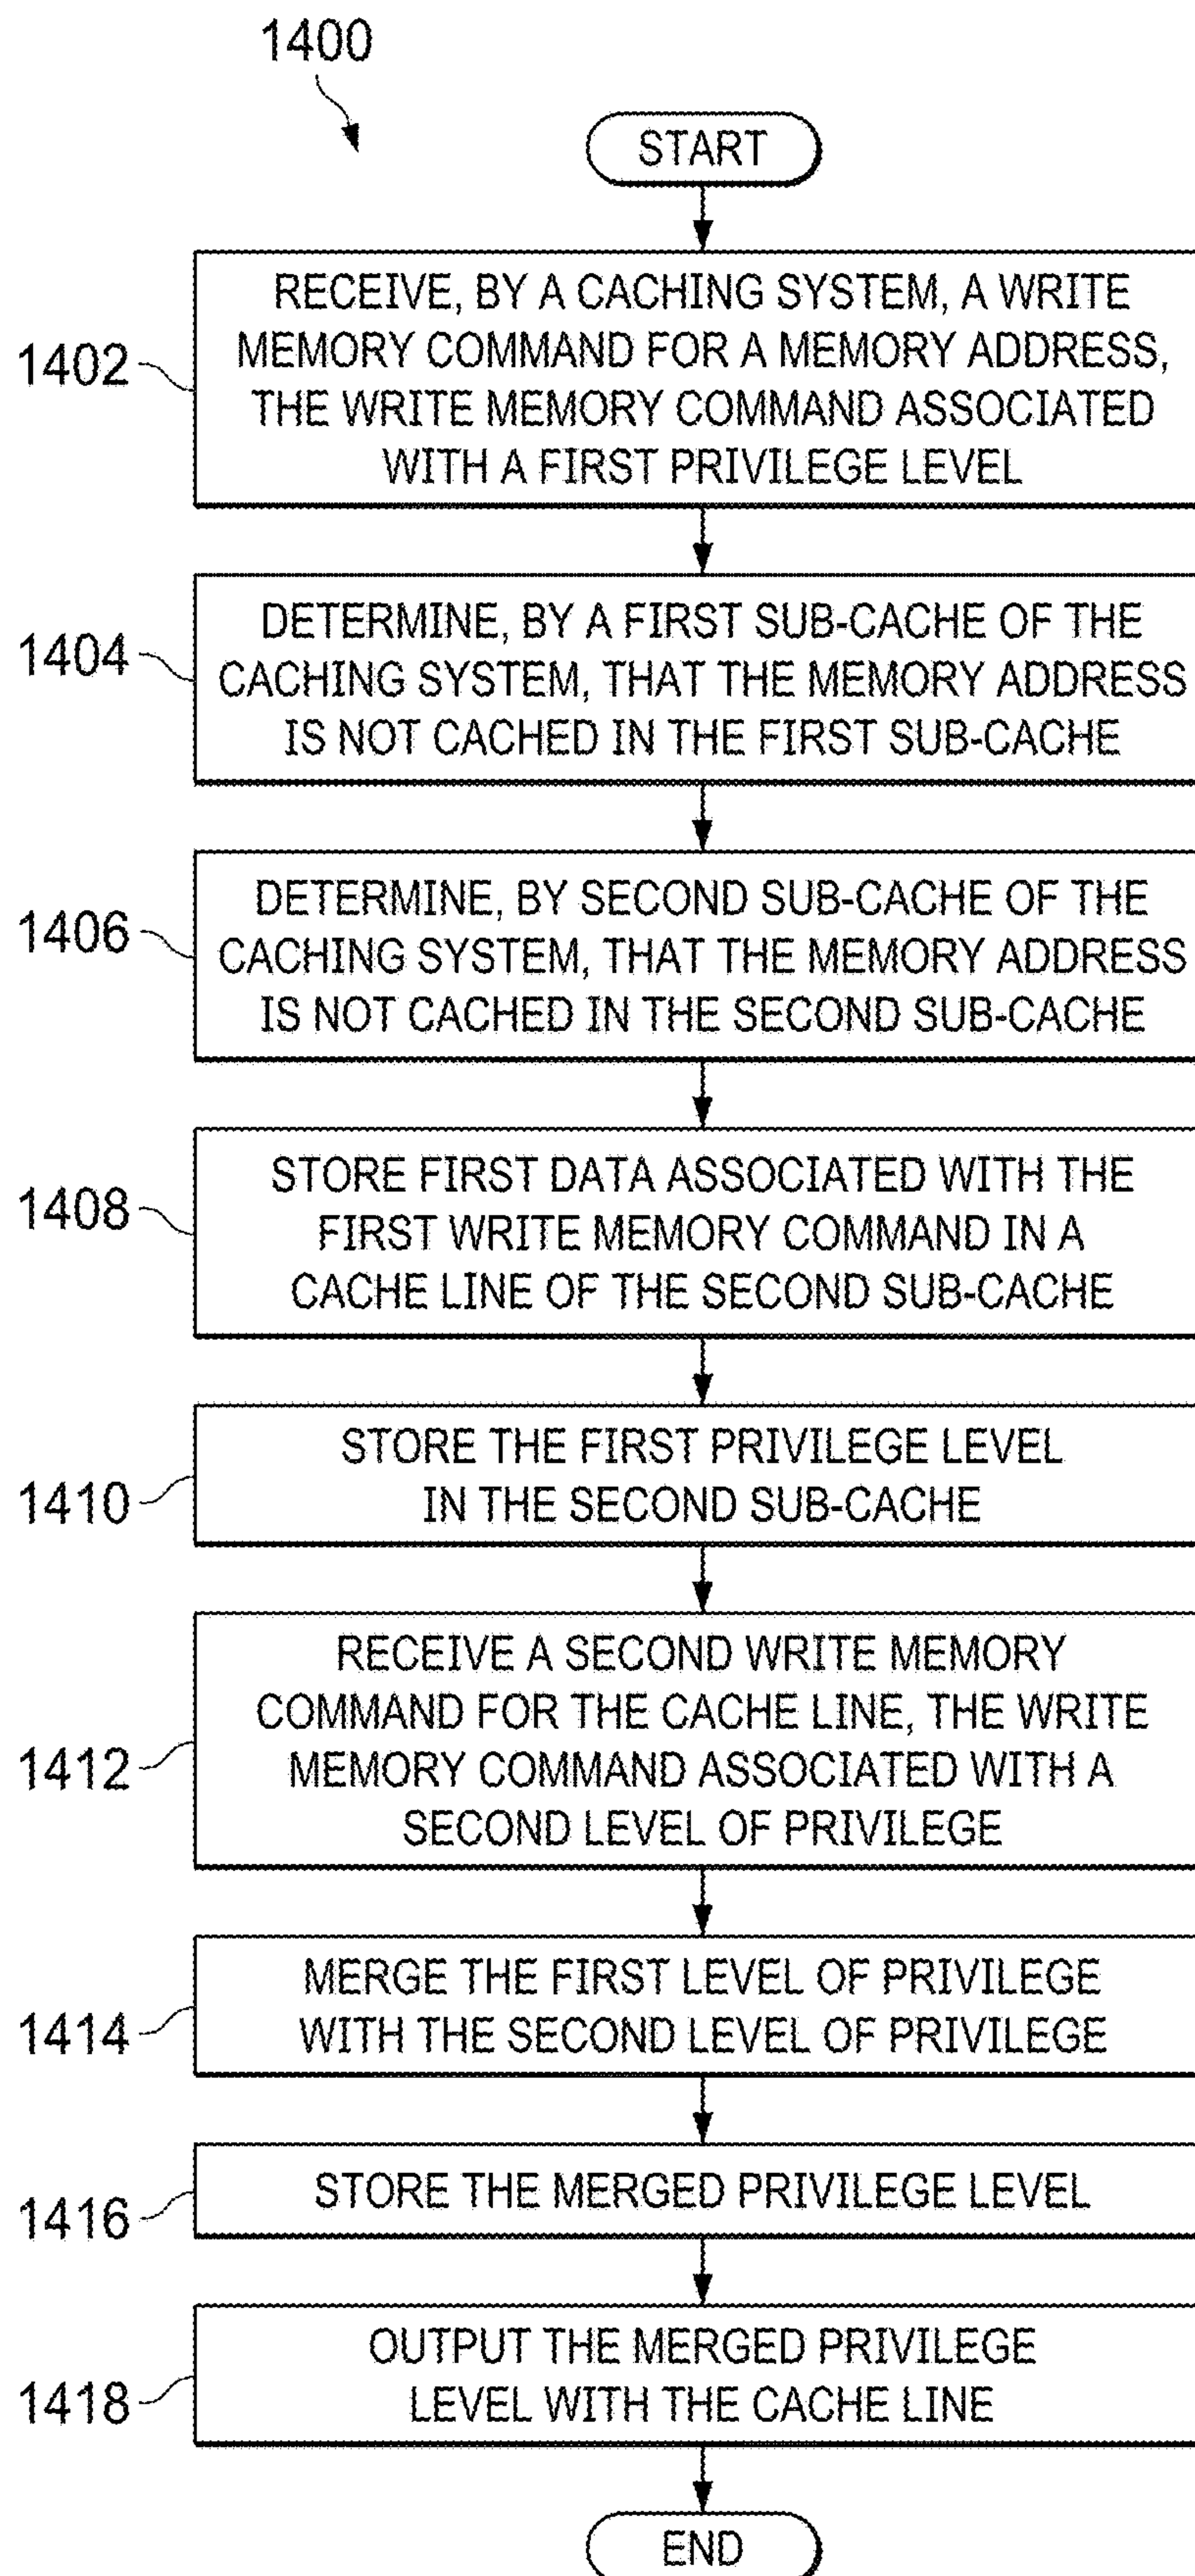 1400
START
1402
RECEIVE, BY A CACHING SYSTEM, A WRITE
MEMORY COMMAND FOR A MEMORY ADDRESS,
THE WRITE MEMORY COMMAND ASSOCIATED
WITH A FIRST PRIVILEGE LEVEL
1404
DETERMINE, BY A FIRST SUB-CACHE OF THE
CACHING SYSTEM, THAT THE MEMORY ADDRESS
IS NOT CACHED IN THE FIRST SUB-CACHE
1406
DETERMINE, BY SECOND SUB-CACHE OF THE
CACHING SYSTEM, THAT THE MEMORY ADDRESS
IS NOT CACHED IN THE SECOND SUB-CACHE
1408
STORE FIRST DATA ASSOCIATED WITH THE
FIRST WRITE MEMORY COMMAND IN A
CACHE LINE OF THE SECOND SUB-CACHE
1410
STORE THE FIRST PRIVILEGE LEVEL
IN THE SECOND SUB-CACHE
1412
RECEIVE A SECOND WRITE MEMORY
COMMAND FOR THE CACHE LINE, THE WRITE
MEMORY COMMAND ASSOCIATED WITH A
SECOND LEVEL OF PRIVILEGE
1414
MERGE THE FIRST LEVEL OF PRIVILEGE
WITH THE SECOND LEVEL OF PRIVILEGE
1416
STORE THE MERGED PRIVILEGE LEVEL
1418
OUTPUT THE MERGED PRIVILEGE
LEVEL WITH THE CACHE LINE
END